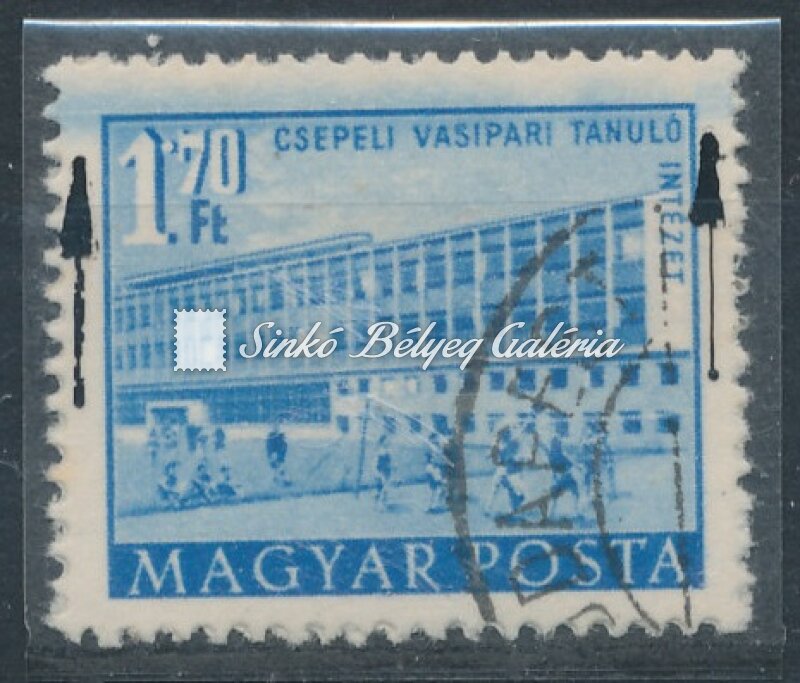 1.70
.Ft
CSEPELI VASIPARI TANULÓ
INTÉZET
Sinkó Bélyeg Galéria
MAGYAR POSTA